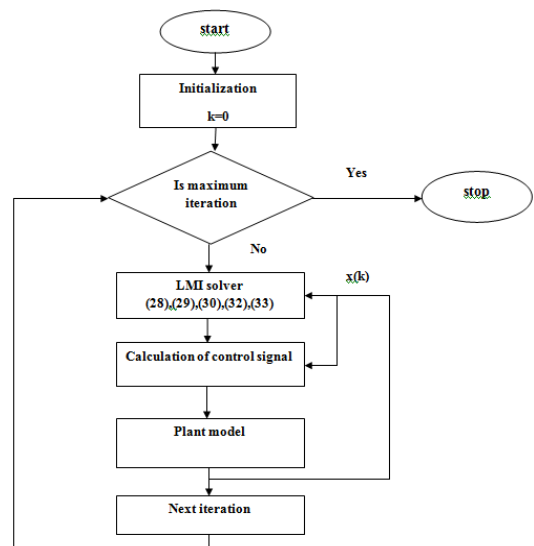 start
Initialization
k=0
Is maximum
iteration
Yes
stop
No
x(k)
LMI solver
(28),(29),(30),(32),(33)
Calculation of control signal
Plant model
Next iteration